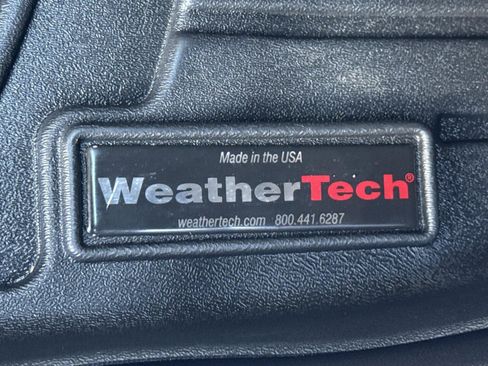 Made in the USA
WeatherTech®
weathertech.com 800.441.6287